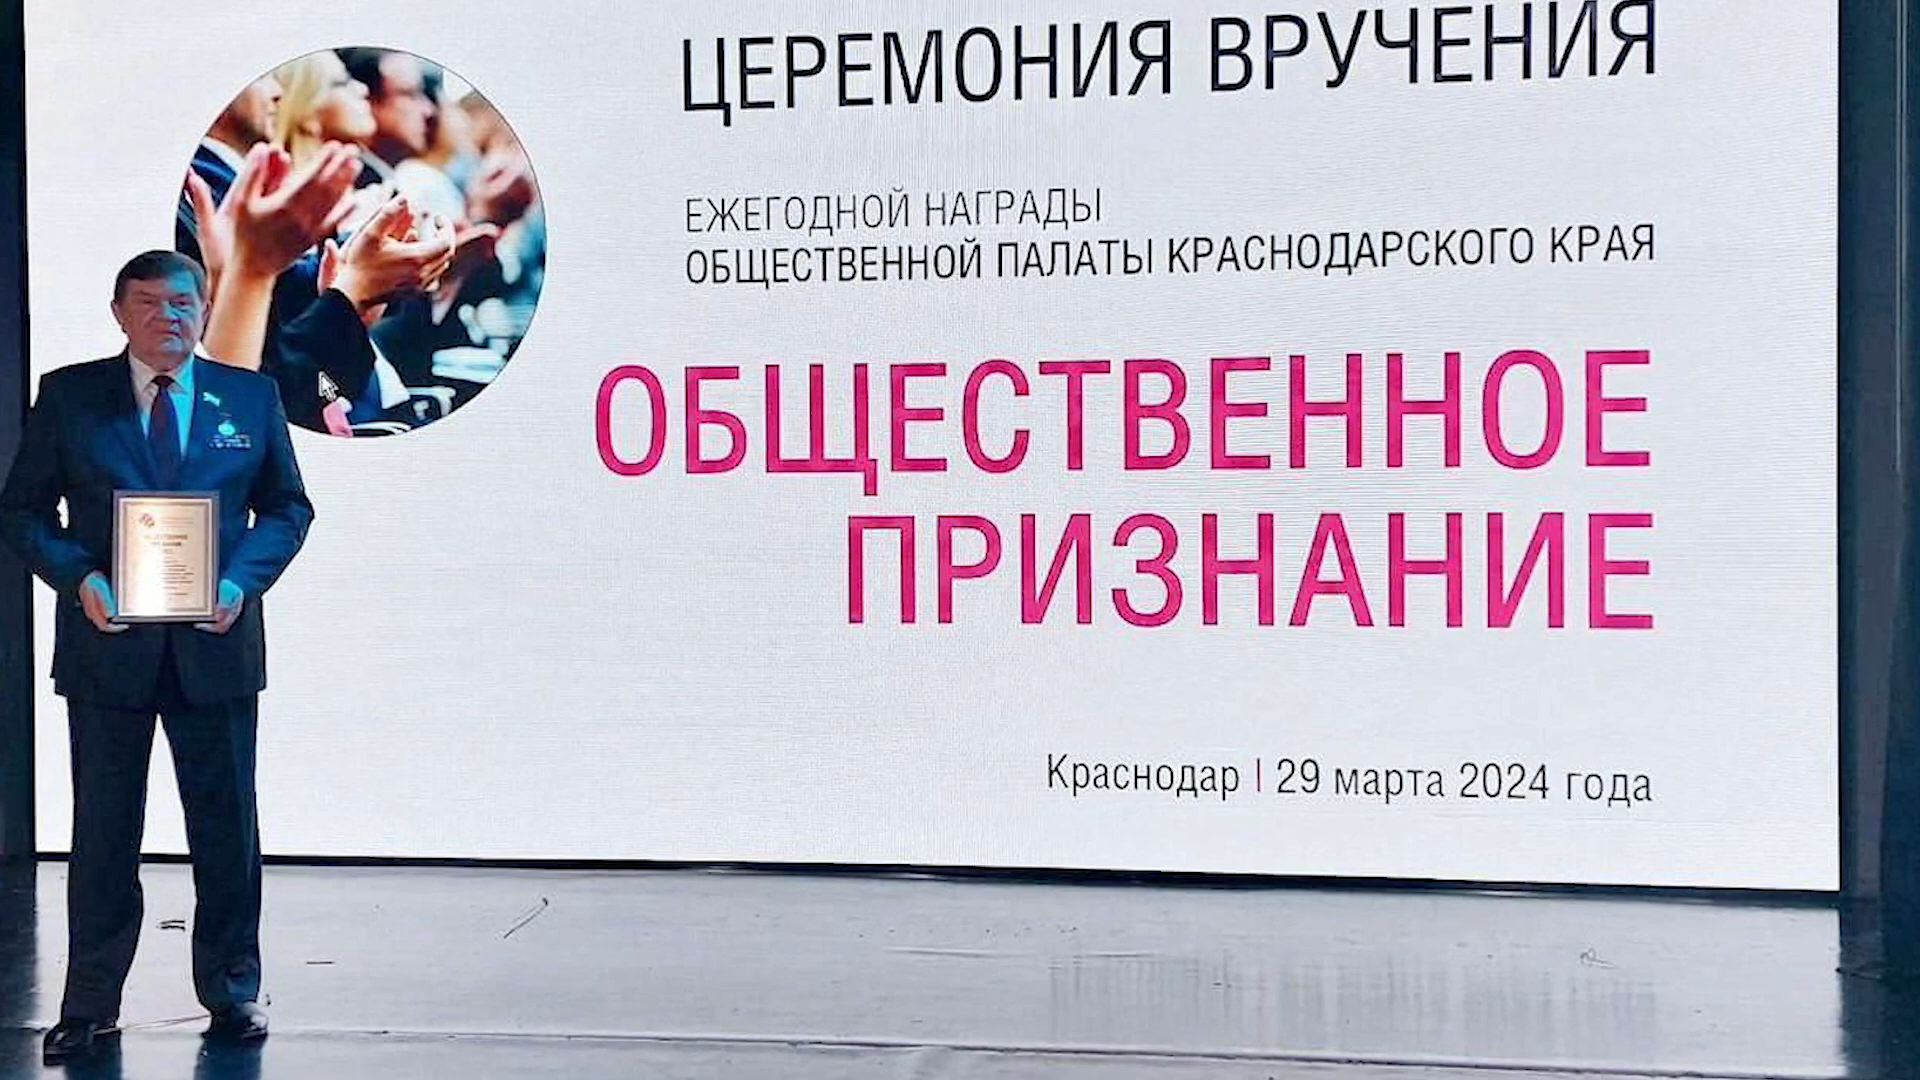 ЦЕРЕМОНИЯ ВРУЧЕНИЯ
ЕЖЕГОДНОЙ НАГРАДЫ
ОБЩЕСТВЕННОЙ ПАЛАТЫ КРАСНОДАРСКОГО КРАЯ
ОБЩЕСТВЕННОЕ
ПРИЗНАНИЕ
Краснодар | 29 марта 2024 года